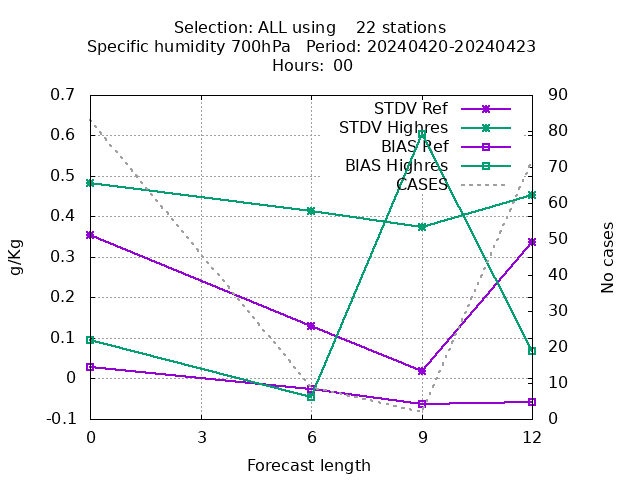 Selection: ALL using    22 stations
Specific humidity 700hPa   Period: 20240420-20240423
Hours:  00
STDV Ref
STDV Highres
BIAS Ref
BIAS Highres
CASES
g/Kg
0.7
0.6
0.5
0.4
0.3
0.2
0.1
0
-0.1
90
80
70
60
50
40
30
20
10
0
No cases
0 3 6 9 12
Forecast length